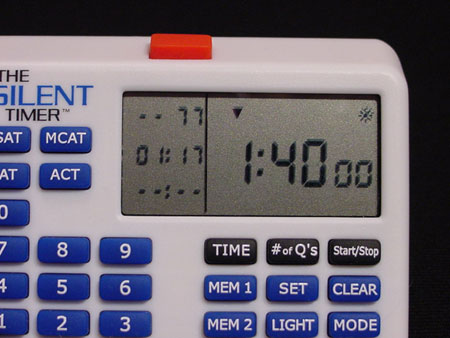 THE
SILENT
TIMER™
SAT MCAT
AT ACT
0
7 8 9
4 5 6
1 2 3
-- 77
01:17
--:--
1:40 00
TIME # of Q's Start/Stop
MEM 1 SET CLEAR
MEM 2 LIGHT MODE